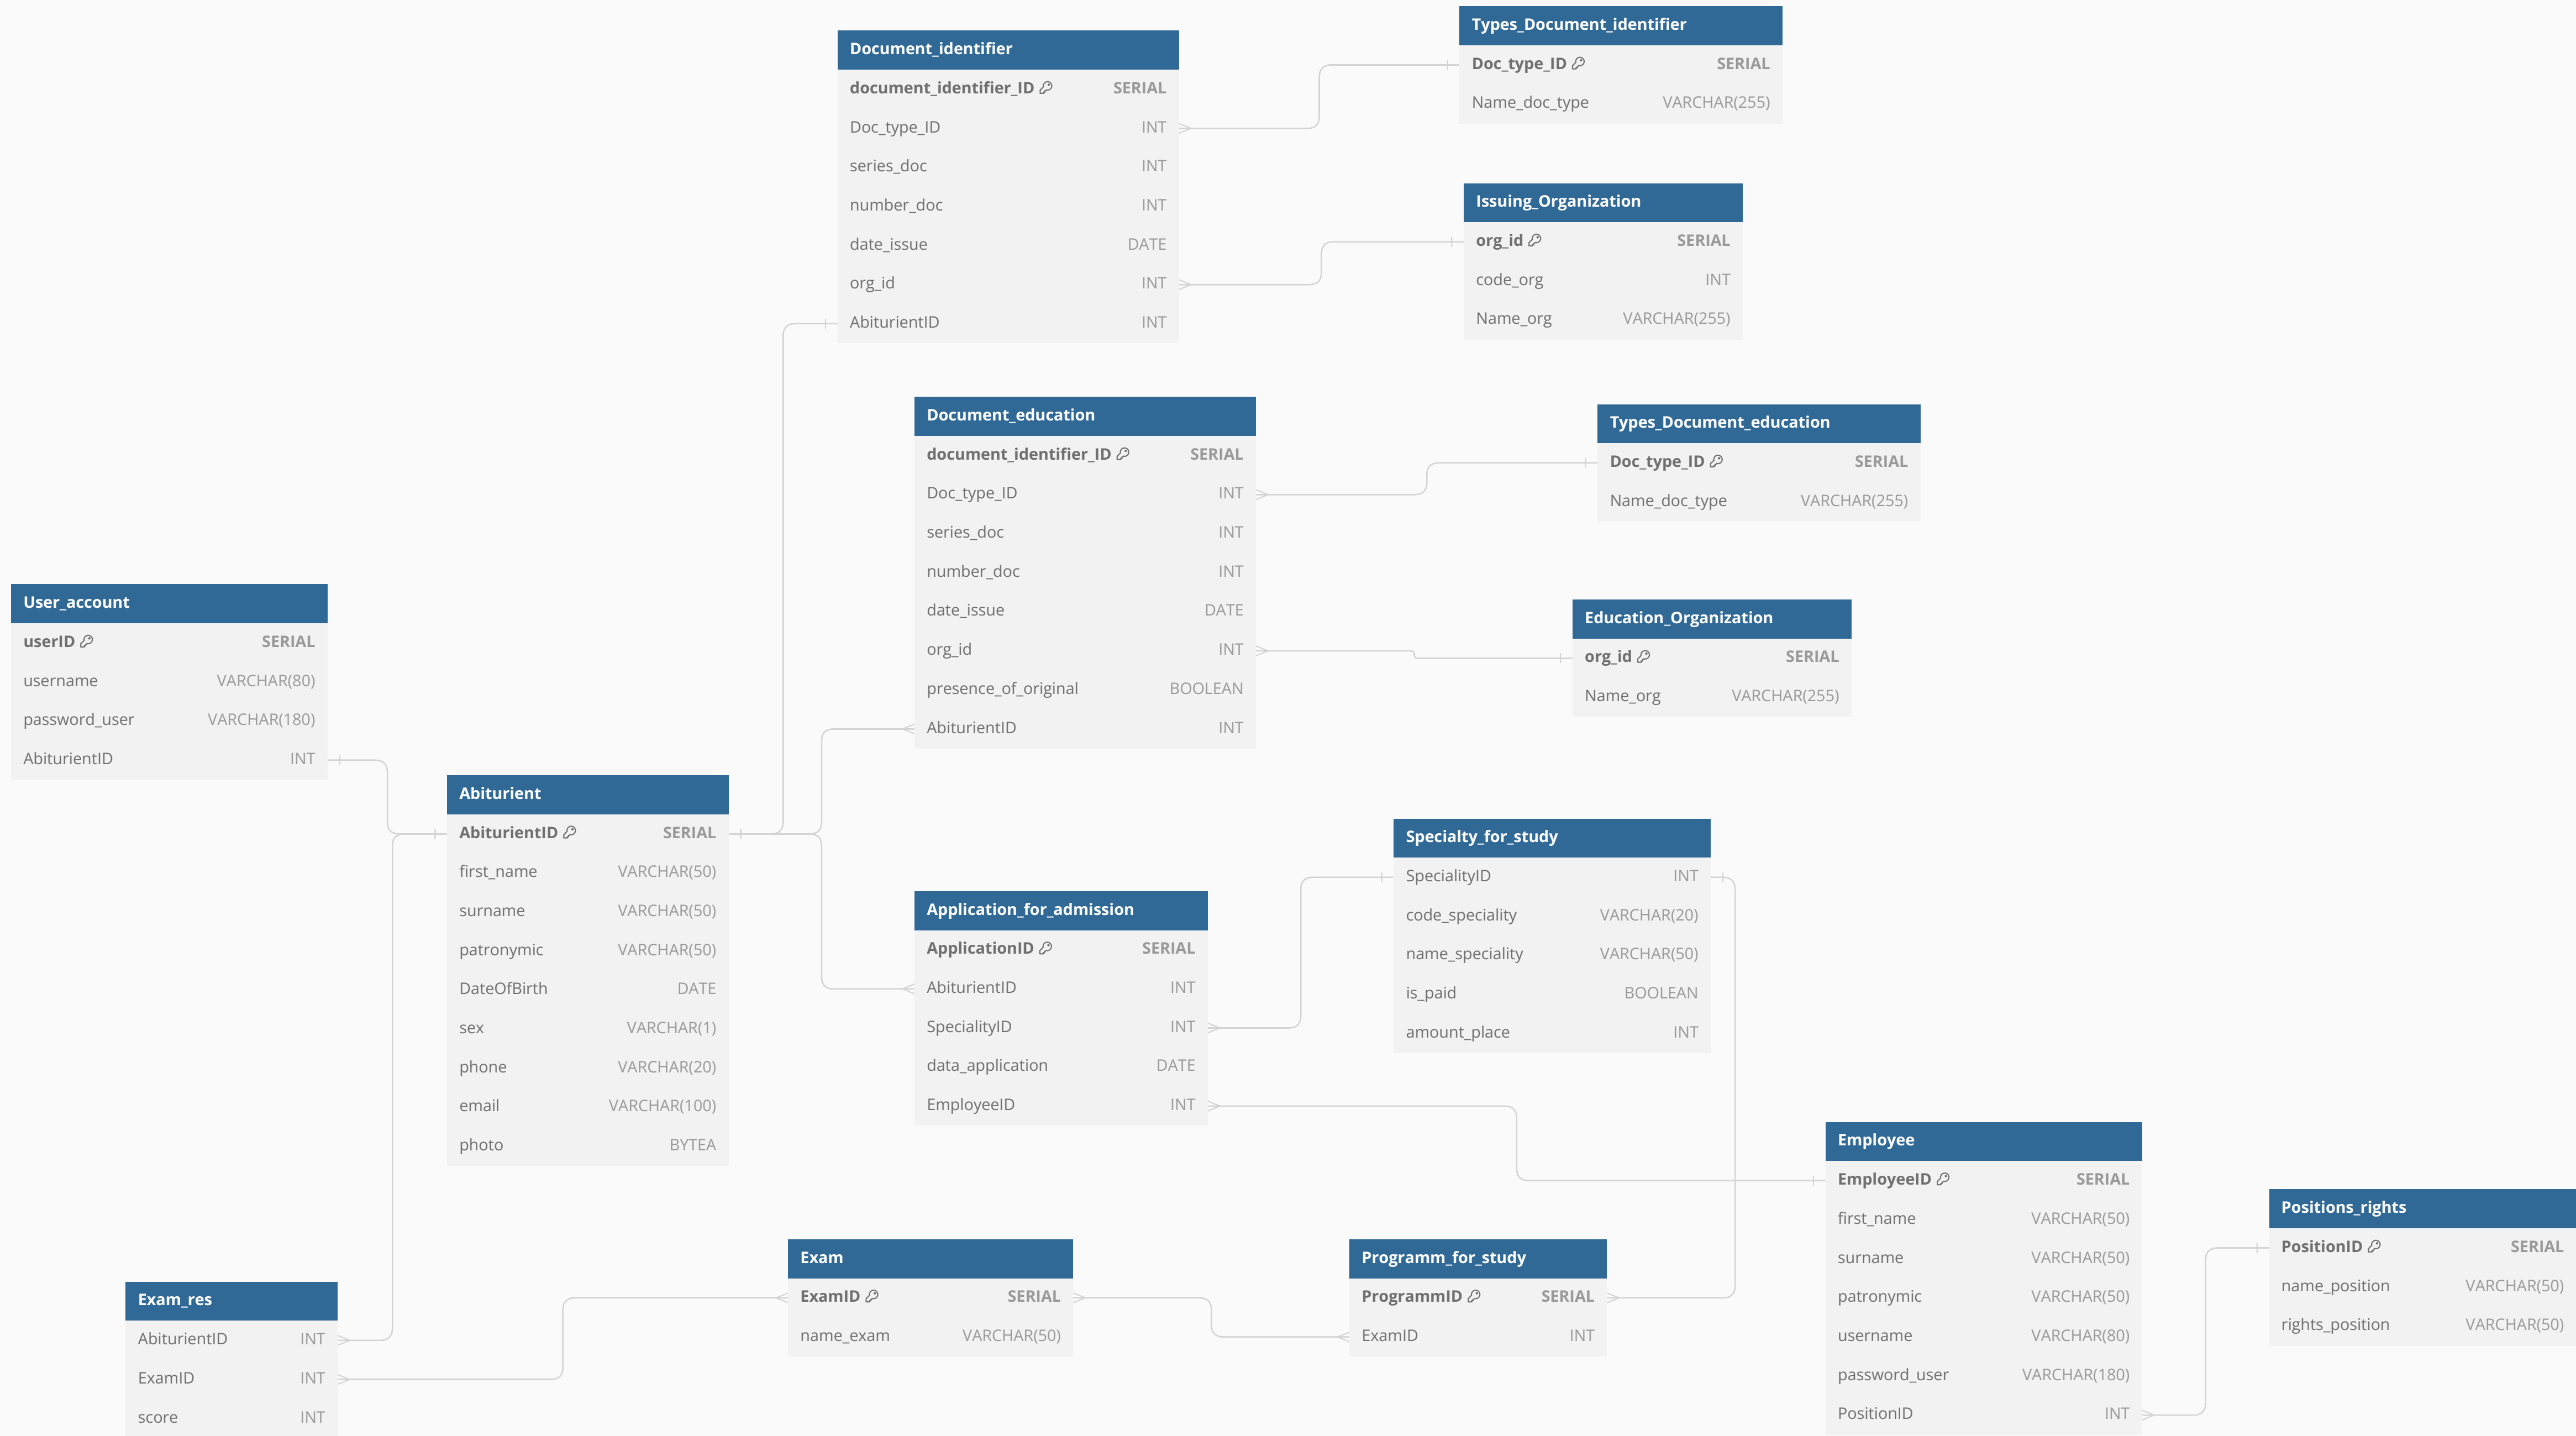 Types_Document_identifier
Doc_type_ID SERIAL
Name_doc_type VARCHAR(255)
Document_identifier
document_identifier_ID SERIAL
Doc_type_ID INT
series_doc INT
number_doc INT
date_issue DATE
org_id INT
AbiturientID INT
Issuing_Organization
org_id SERIAL
code_org INT
Name_org VARCHAR(255)
Document_education
document_identifier_ID SERIAL
Doc_type_ID INT
series_doc INT
number_doc INT
date_issue DATE
org_id INT
presence_of_original BOOLEAN
AbiturientID INT
Types_Document_education
Doc_type_ID SERIAL
Name_doc_type VARCHAR(255)
Education_Organization
org_id SERIAL
Name_org VARCHAR(255)
User_account
userID SERIAL
username VARCHAR(80)
password_user VARCHAR(180)
AbiturientID INT
Abiturient
AbiturientID SERIAL
first_name VARCHAR(50)
surname VARCHAR(50)
patronymic VARCHAR(50)
DateOfBirth DATE
sex VARCHAR(1)
phone VARCHAR(20)
email VARCHAR(100)
photo BYTEA
Application_for_admission
ApplicationID SERIAL
AbiturientID INT
SpecialityID INT
data_application DATE
EmployeeID INT
Specialty_for_study
SpecialityID INT
code_speciality VARCHAR(20)
name_speciality VARCHAR(50)
is_paid BOOLEAN
amount_place INT
Employee
EmployeeID SERIAL
first_name VARCHAR(50)
surname VARCHAR(50)
patronymic VARCHAR(50)
username VARCHAR(80)
password_user VARCHAR(180)
PositionID INT
Positions_rights
PositionID SERIAL
name_position VARCHAR(50)
rights_position VARCHAR(50)
Exam
ExamID SERIAL
name_exam VARCHAR(50)
Programm_for_study
ProgrammID SERIAL
ExamID INT
Exam_res
AbiturientID INT
ExamID INT
score INT